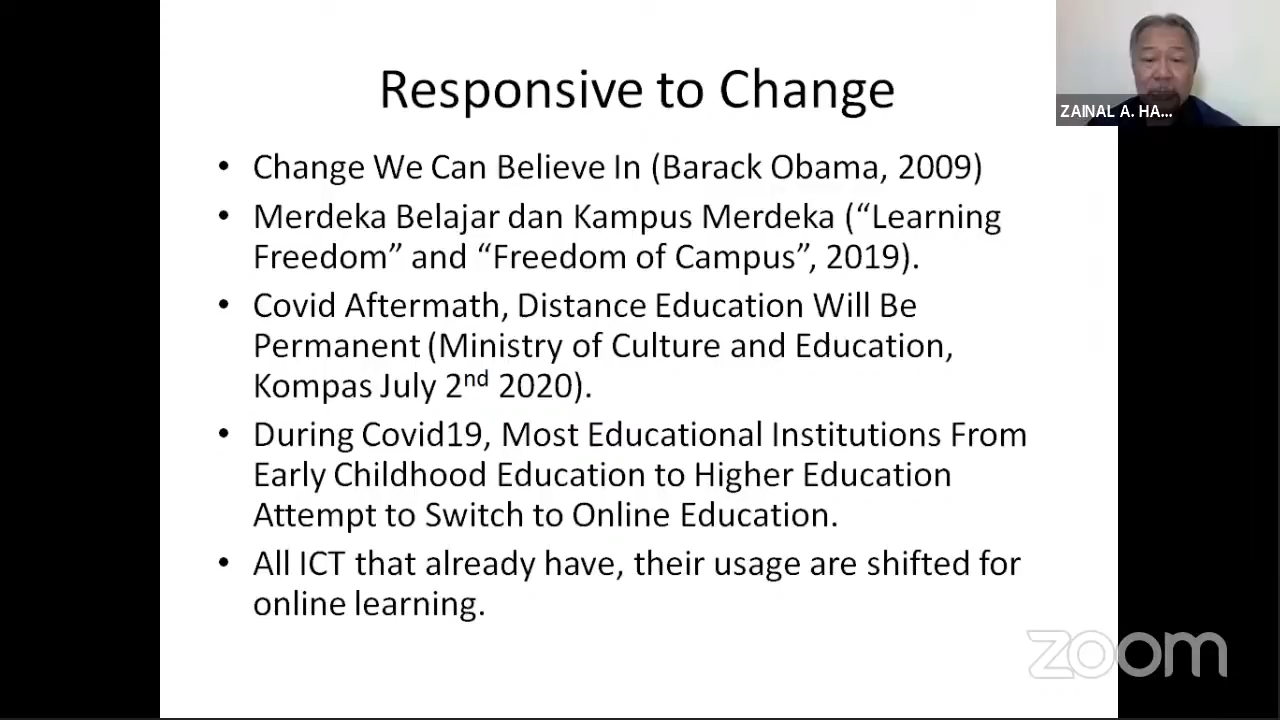 Responsive to Change
ZAINAL A. HA...
• Change We Can Believe In (Barack Obama, 2009)
• Merdeka Belajar dan Kampus Merdeka (“Learning
Freedom” and “Freedom of Campus”, 2019).
• Covid Aftermath, Distance Education Will Be
Permanent (Ministry of Culture and Education,
Kompas July 2nd 2020).
• During Covid19, Most Educational Institutions From
Early Childhood Education to Higher Education
Attempt to Switch to Online Education.
• All ICT that already have, their usage are shifted for
online learning.
zoom